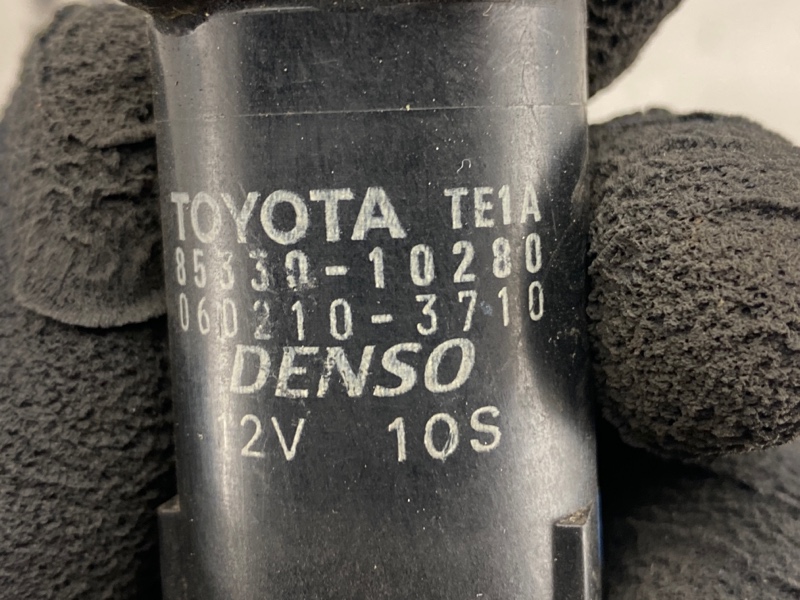 TOYOTA TE1A
85330-10280
060210-3710
DENSO
12V 10S